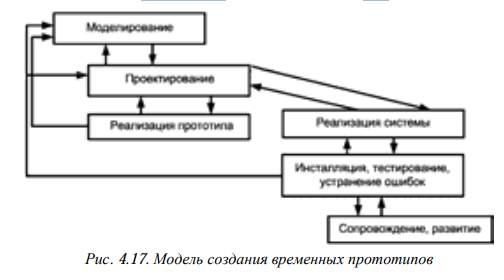 Моделирование
Проектирование
Реализация прототипа
Реализация системы
Инсталляция, тестирование,
устранение ошибок
Сопровождение, развитие
Рис. 4.17. Модель создания временных прототипов